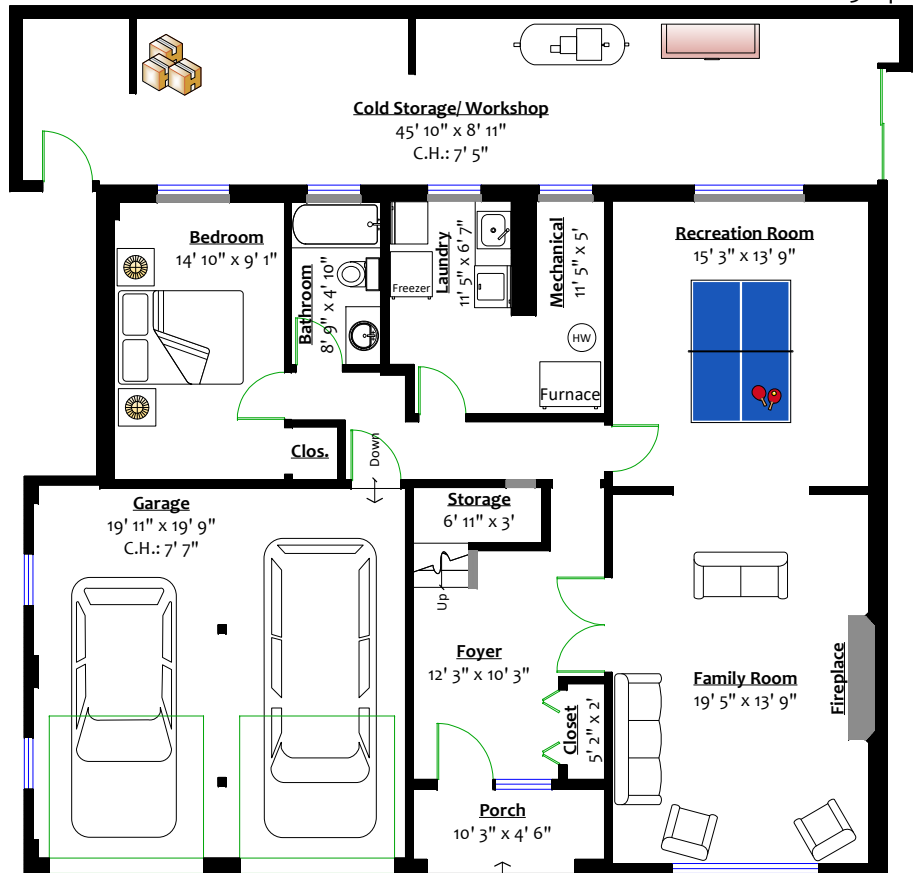 Cold Storage/ Workshop
45' 10" x 8' 11"
C.H.: 7' 5"
Bedroom
14' 10" x 9' 1"
Bathroom
8' 9" x 4' 10"
Freezer
Laundry
11' 5" x 6' 7"
Mechanical
11' 5" x 5'
HW
Furnace
Recreation Room
15' 3" x 13' 9"
Clos.
Down
Garage
19' 11" x 19' 9"
C.H.: 7' 7"
Storage
6' 11" x 3'
Up
Foyer
12' 3" x 10' 3"
Closet
5' 2" x 2'
Family Room
19' 5" x 13' 9"
Fireplace
Porch
10' 3" x 4' 6"